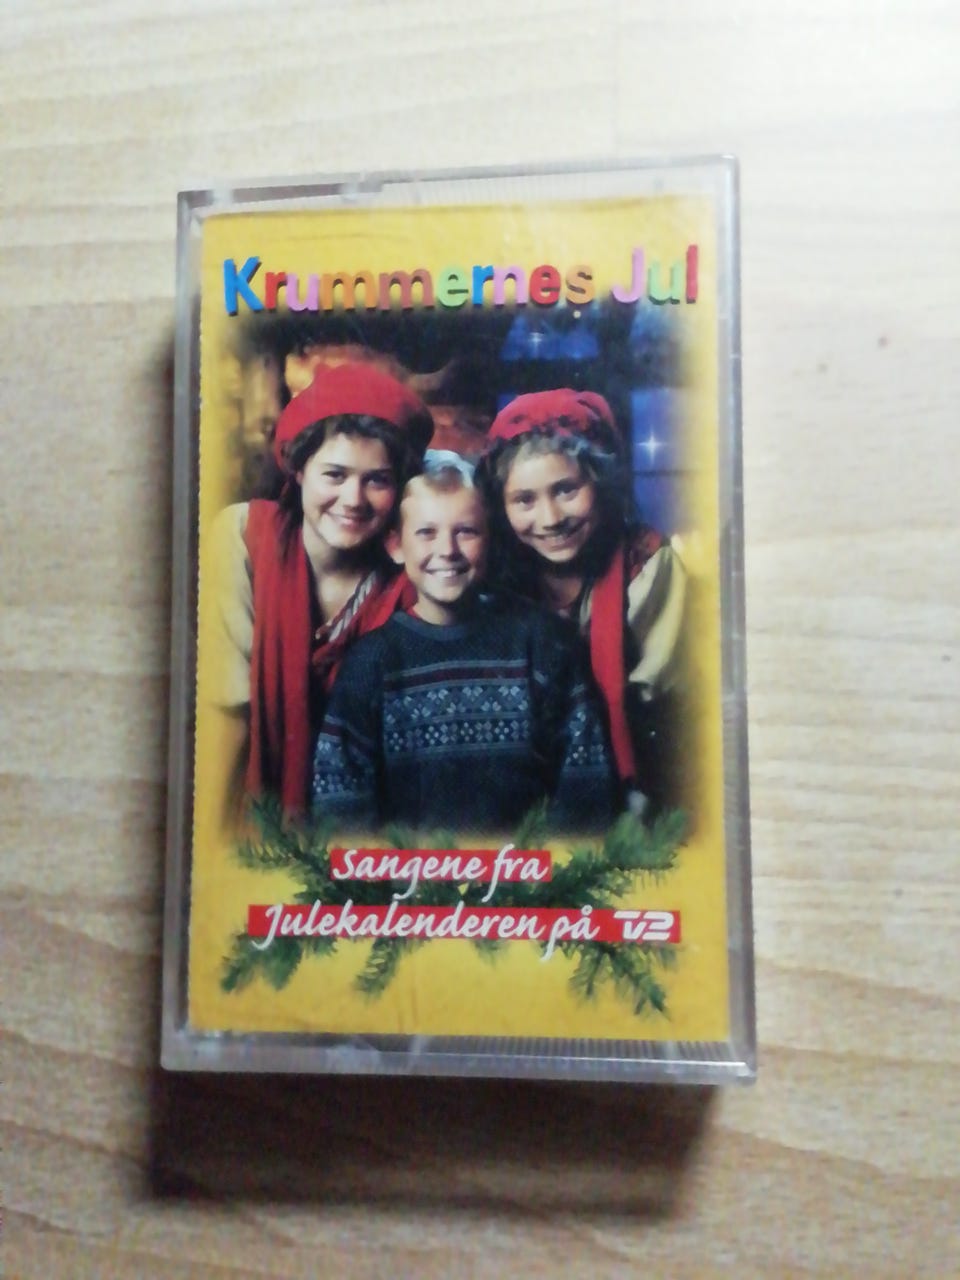 Krummernes Jul
Sangene fra
Julekalenderen på TV2